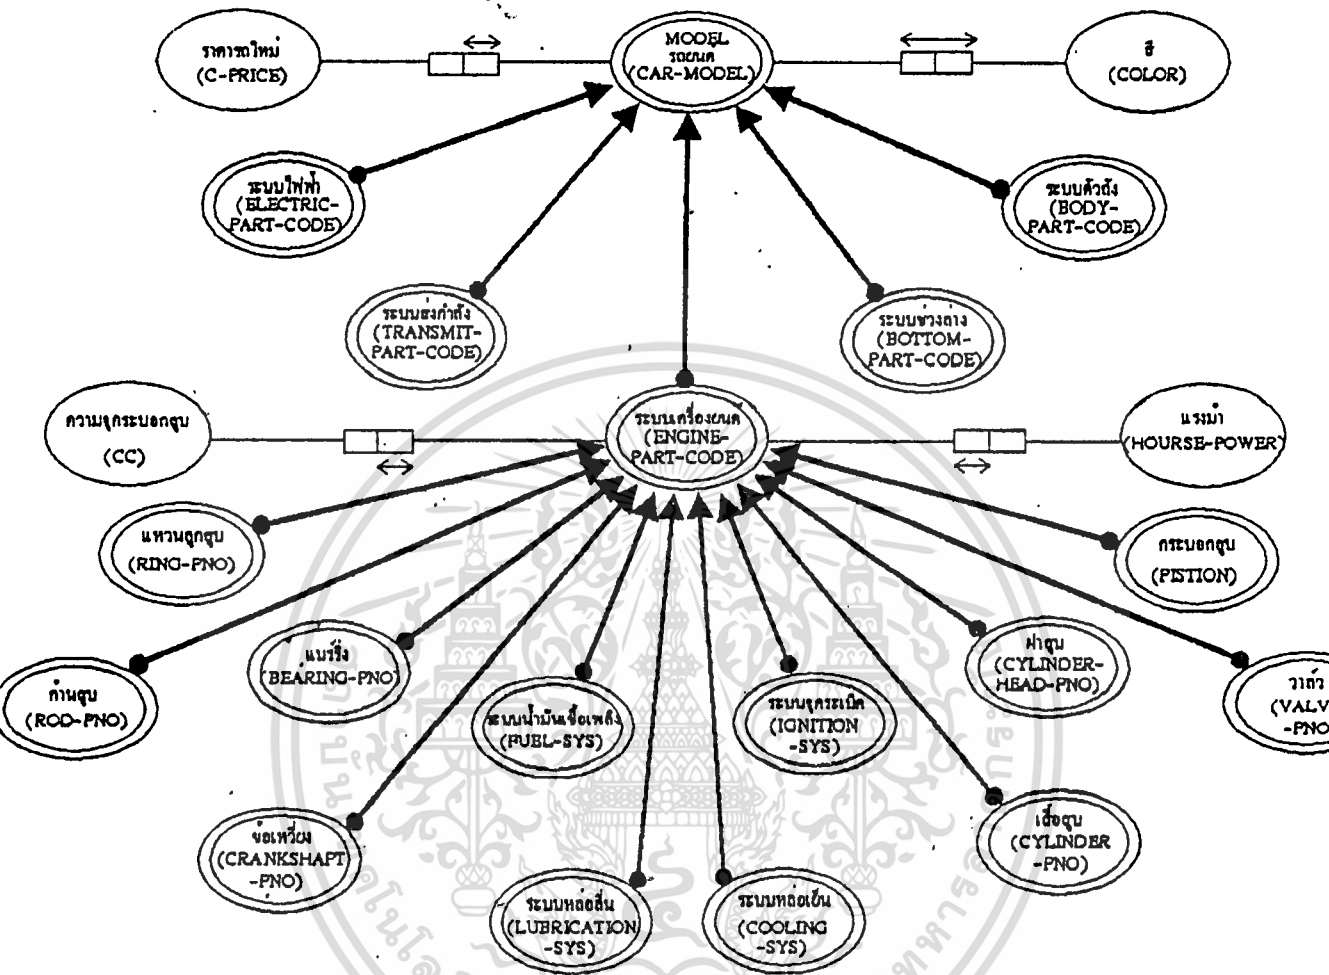 ราคารถใหม่
(C-PRICE)
MODEL
รถยนต์
(CAR-MODEL)
สี
(COLOR)
ระบบไฟฟ้า
(ELECTRIC-
PART-CODE)
ระบบตัวถัง
(BODY-
PART-CODE)
ระบบส่งกำลัง
(TRANSMIT-
PART-CODE)
ระบบช่วงล่าง
(BOTTOM-
PART-CODE)
ความจุกระบอกสูบ
(CC)
ระบบเครื่องยนต์
(ENGINE-
PART-CODE)
แรงม้า
(HOURSE-POWER)
แหวนลูกสูบ
(RING-PNO)
กระบอกสูบ
(PISTION)
ก้านสูบ
(ROD-PNO)
แบร์ริ่ง
(BEARING-PNO)
ระบบน้ำมันเชื้อเพลิง
(FUEL-SYS)
ระบบจุดระเบิด
(IGNITION
-SYS)
ฝาสูบ
(CYLINDER-
HEAD-PNO)
วาล์ว
(VALV
-PNO
ข้อเหวี่ยง
(CRANKSHAFT
-PNO)
ระบบหล่อลื่น
(LUBRICATION
-SYS)
ระบบหล่อเย็น
(COOLING
-SYS)
เสื้อสูบ
(CYLINDER
-PNO)